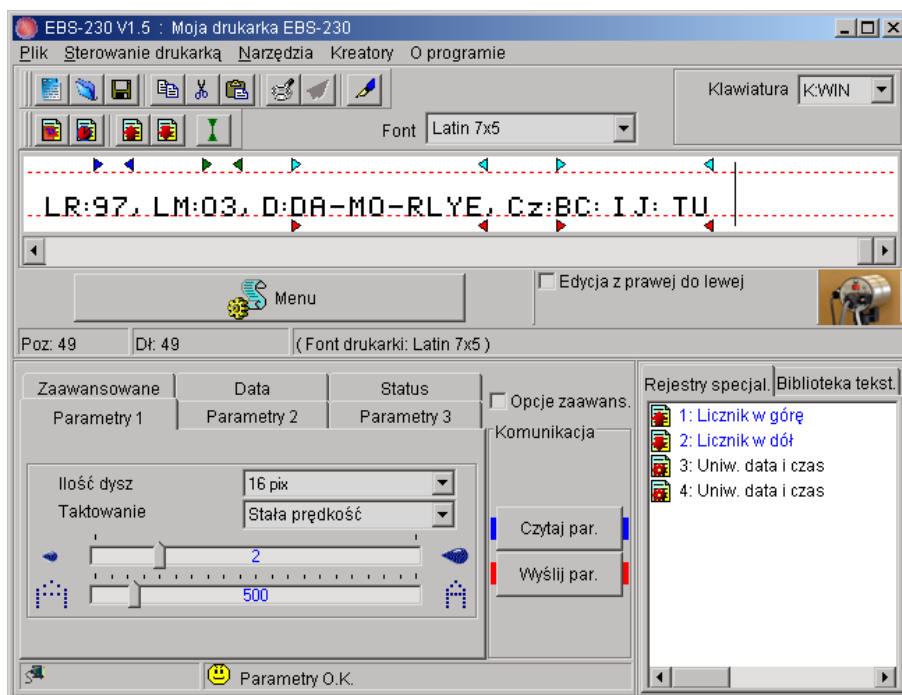 EBS-230 V1.5 : Moja drukarka EBS-230
Plik Sterowanie drukarką Narzędzia Kreatory O programie
Klawiatura K:WIN
Font Latin 7x5
LR:97, LM:03, D:DA-MO-RLYE, Cz:BC: IJ: TU
Menu
Edycja z prawej do lewej
Poz: 49 Dł: 49 ( Font drukarki: Latin 7x5 )
Zaawansowane Data Status
Parametry 1 Parametry 2 Parametry 3
Opcje zaawans.
Komunikacja
Ilość dysz 16 pix
Taktowanie Stała prędkość
2
500
Czytaj par.
Wyślij par.
Parametry O.K.
Rejestry specjal. Biblioteka tekst.
1: Licznik w górę
2: Licznik w dół
3: Uniw. data i czas
4: Uniw. data i czas